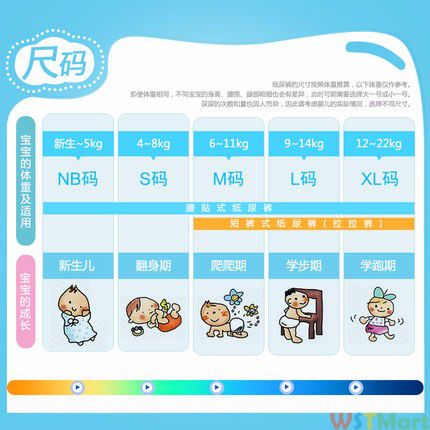 尺码
纸尿裤的尺寸按照体重推算，以下体重仅作参考。
即使体重相同，不同宝宝的身高、腰围、腿部粗细也会有差异，此时可能需要选择大一号或小一号。
尿尿的次数和量也因人而异，因此请考虑婴儿的实际情况，选择不同尺寸。
宝宝的体重及适用
新生~5kg 4~8kg 6~11kg 9~14kg 12~22kg
NB码 S码 M码 L码 XL码
腰贴式纸尿裤
短裤式纸尿裤（拉拉裤）
宝宝的成长
新生儿 翻身期 爬爬期 学步期 学跑期
WSTMart